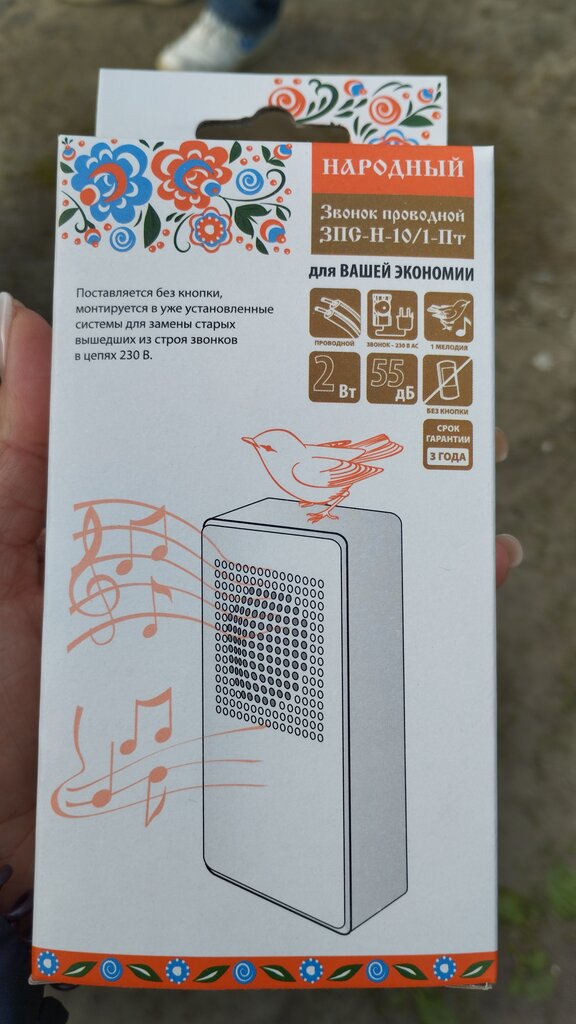 НАРОДНЫЙ
Звонок проводной
ЗПС-Н-10/1-Пт
для ВАШЕЙ ЭКОНОМИИ
Поставляется без кнопки,
монтируется в уже установленные
системы для замены старых
вышедших из строя звонков
в цепях 230 В.
ПРОВОДНОЙ
ЗВОНОК - 230 В AC
1 МЕЛОДИЯ
2 Вт
55 дБ
БЕЗ КНОПКИ
СРОК
ГАРАНТИИ
3 ГОДА